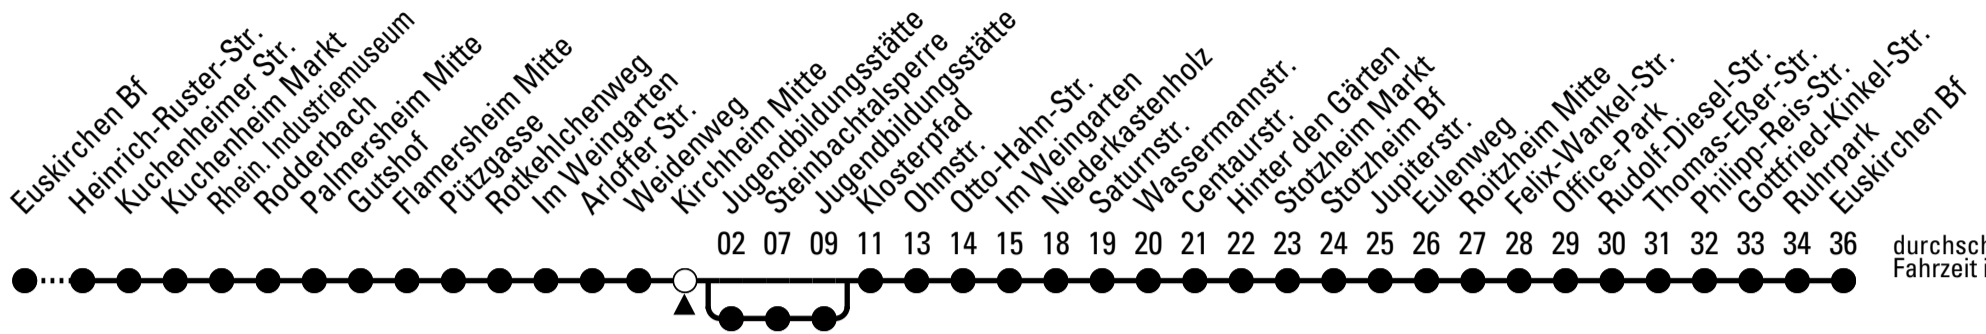 Euskirchen Bf
Heinrich-Ruster-Str.
Kuchenheimer Str.
Kuchenheim Markt
Rhein. Industriemuseum
Rodderbach
Palmersheim Mitte
Gutshof
Flamersheim Mitte
Pützgasse
Rotkehlchenweg
Im Weingarten
Arloffer Str.
Weidenweg
Kirchheim Mitte
Jugendbildungsstätte
Steinbachtalsperre
Jugendbildungsstätte
Klosterpfad
Ohmstr.
Otto-Hahn-Str.
Im Weingarten
Niederkastenholz
Saturnstr.
Wassermannstr.
Centaurstr.
Hinter den Gärten
Stotzheim Markt
Stotzheim Bf
Jupiterstr.
Eulenweg
Roitzheim Mitte
Felix-Wankel-Str.
Office-Park
Rudolf-Diesel-Str.
Thomas-Eßer-Str.
Philipp-Reis-Str.
Gottfried-Kinkel-Str.
Ruhrpark
Euskirchen Bf
02 07 09 11 13 14 15 18 19 20 21 22 23 24 25 26 27 28 29 30 31 32 33 34 36
durchsch
Fahrzeit i